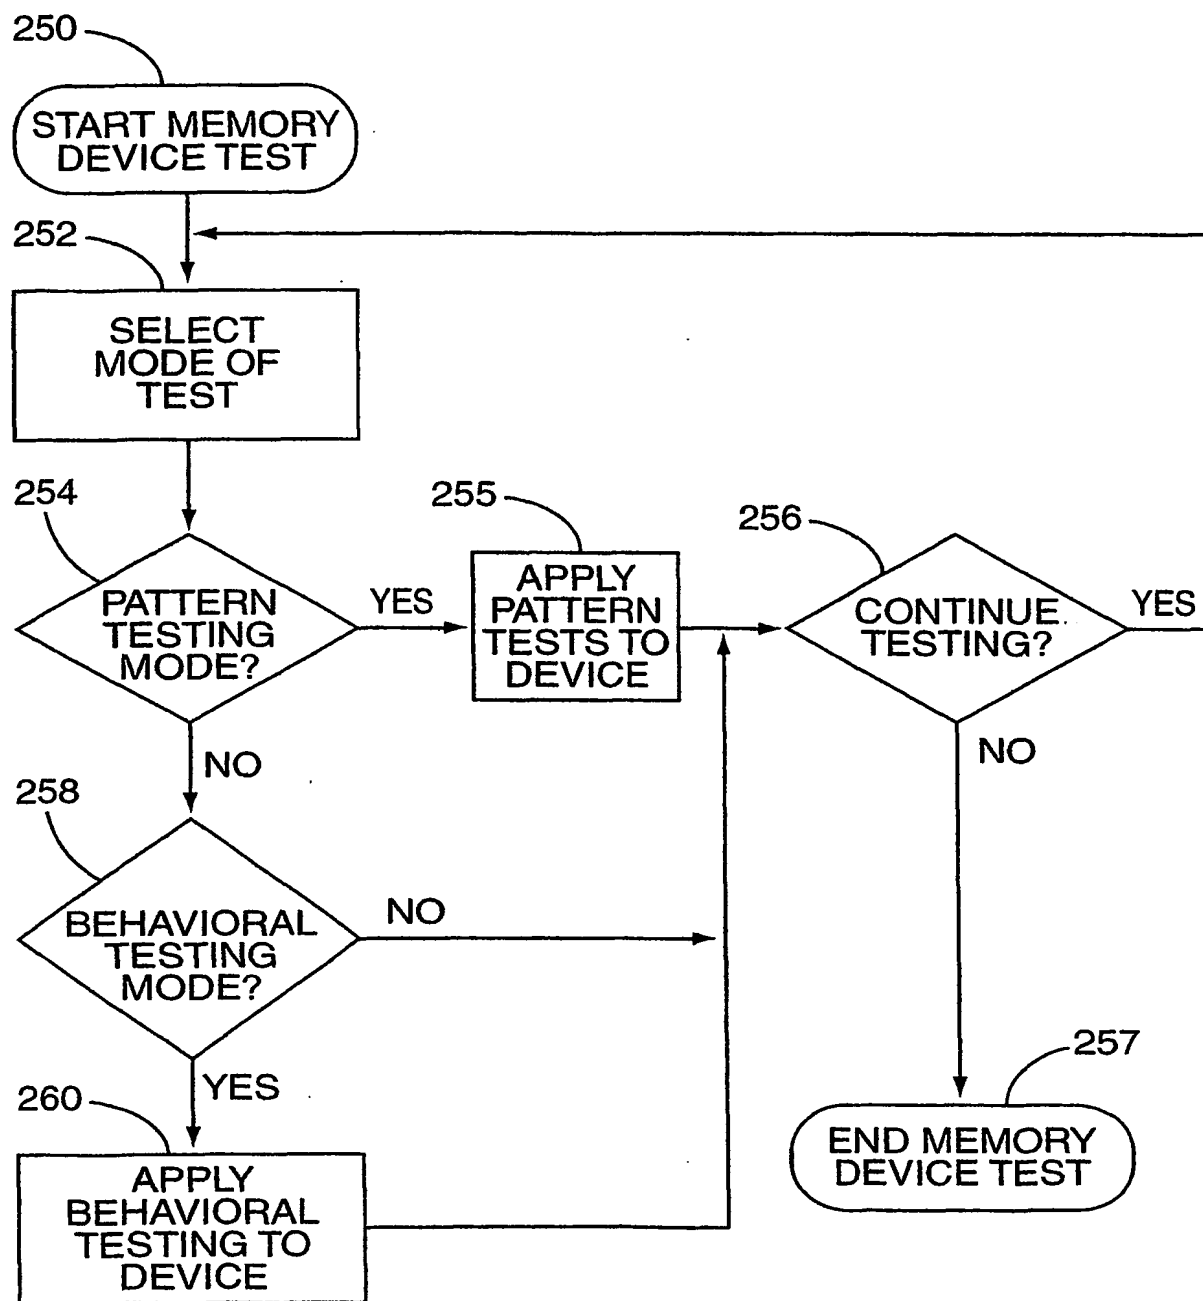 250
START MEMORY
DEVICE TEST
252
SELECT
MODE OF
TEST
254
PATTERN
TESTING
MODE?
YES
255
APPLY
PATTERN
TESTS TO
DEVICE
256
CONTINUE
TESTING?
YES
NO
NO
258
BEHAVIORAL
TESTING
MODE?
NO
YES
257
END MEMORY
DEVICE TEST
260
APPLY
BEHAVIORAL
TESTING TO
DEVICE